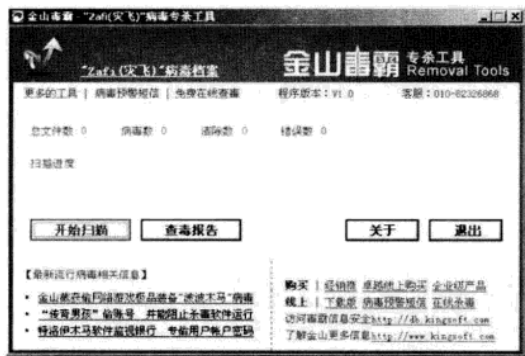 金山毒霸 - "Zafi(灾飞)"病毒专杀工具
"Zafi(灾飞)"病毒档案
金山毒霸 专杀工具
Removal Tools
更多的工具 | 病毒预警短信 | 免费在线查毒 程序版本：V1.0 客服：010-82326868
总文件数 0 病毒数 0 清除数 0 错误数 0
扫描进度
开始扫描 查毒报告 关于 退出
【最新流行病毒相关信息】
· 金山截获偷网络游戏极品装备"波波木马"病毒
· "传奇男孩"偷账号 并能阻止杀毒软件运行
· 特洛伊木马软件监视银行 专偷用户帐户密码
购买 | 经销商 卓越线上购买 企业级产品
线上 | 下载版 病毒预警短信 在线杀毒
访问毒霸信息安全http://db.kingsoft.com
了解金山更多信息http://www.kingsoft.com